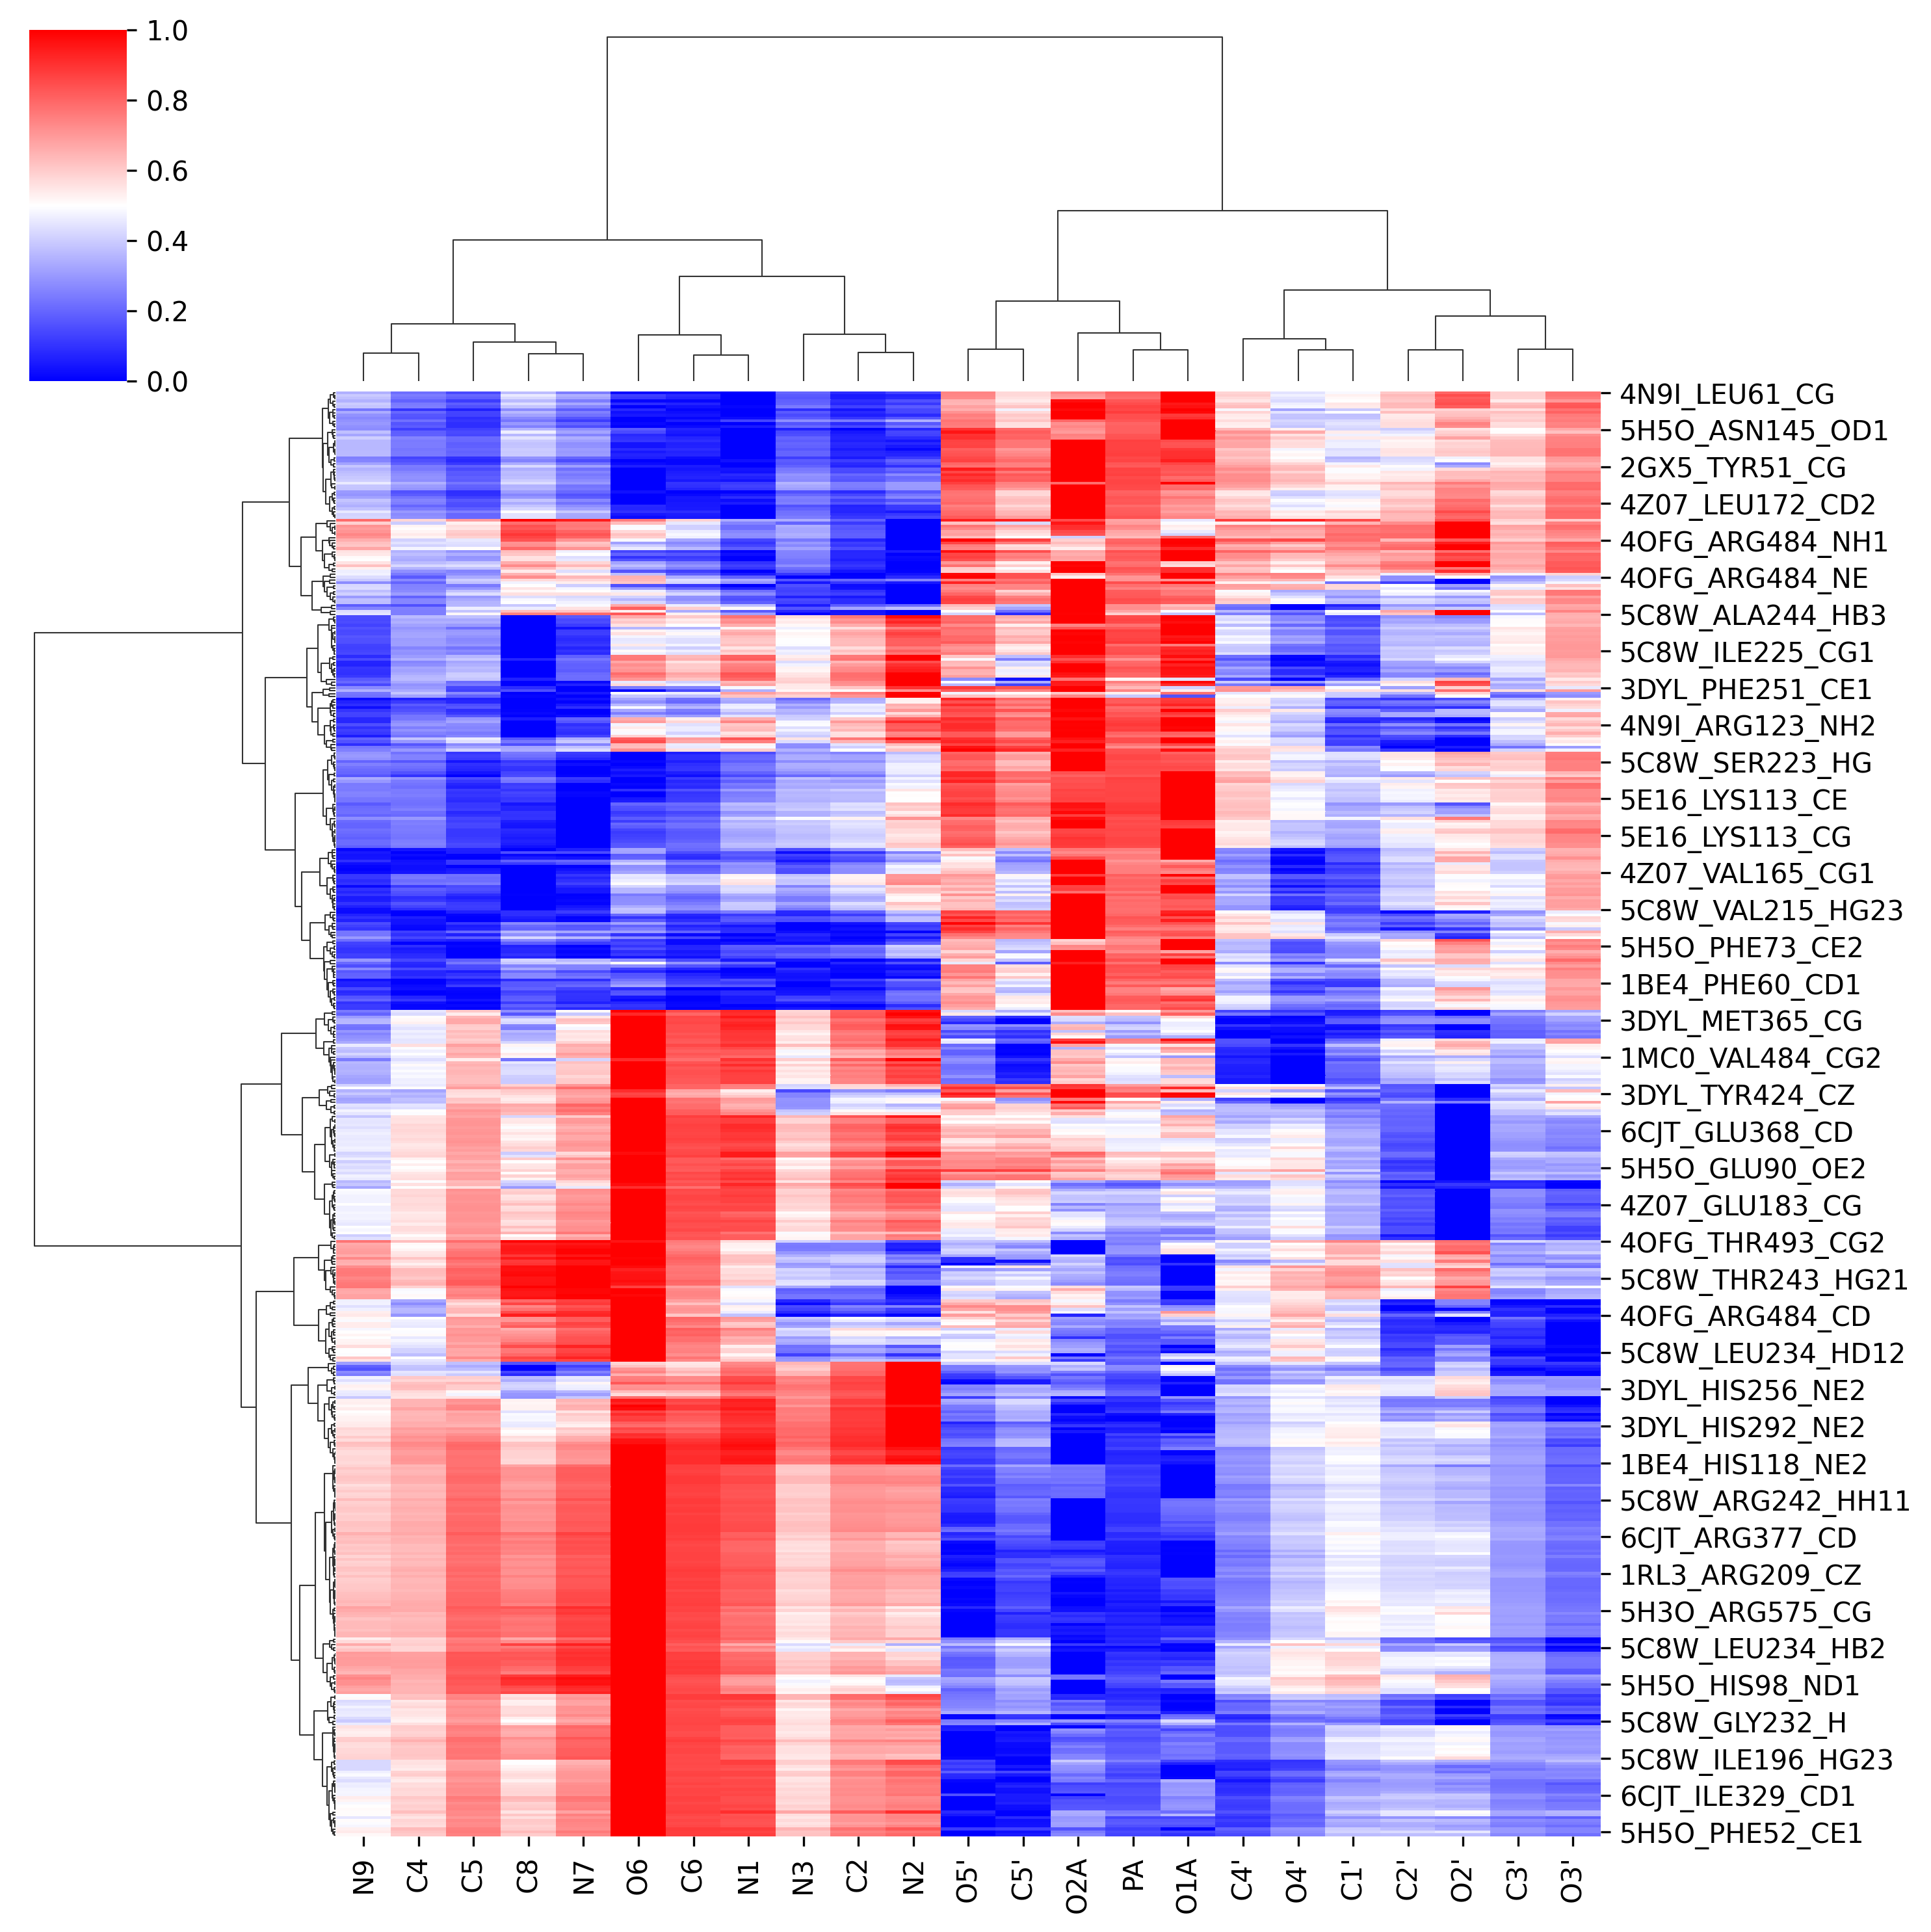 1.0
0.8
0.6
0.4
0.2
0.0
4N9I_LEU61_CG
5H5O_ASN145_OD1
2GX5_TYR51_CG
4Z07_LEU172_CD2
4OFG_ARG484_NH1
4OFG_ARG484_NE
5C8W_ALA244_HB3
5C8W_ILE225_CG1
3DYL_PHE251_CE1
4N9I_ARG123_NH2
5C8W_SER223_HG
5E16_LYS113_CE
5E16_LYS113_CG
4Z07_VAL165_CG1
5C8W_VAL215_HG23
5H5O_PHE73_CE2
1BE4_PHE60_CD1
3DYL_MET365_CG
1MC0_VAL484_CG2
3DYL_TYR424_CZ
6CJT_GLU368_CD
5H5O_GLU90_OE2
4Z07_GLU183_CG
4OFG_THR493_CG2
5C8W_THR243_HG21
4OFG_ARG484_CD
5C8W_LEU234_HD12
3DYL_HIS256_NE2
3DYL_HIS292_NE2
1BE4_HIS118_NE2
5C8W_ARG242_HH11
6CJT_ARG377_CD
1RL3_ARG209_CZ
5H3O_ARG575_CG
5C8W_LEU234_HB2
5H5O_HIS98_ND1
5C8W_GLY232_H
5C8W_ILE196_HG23
6CJT_ILE329_CD1
5H5O_PHE52_CE1
N9
C4
C5
C8
N7
O6
C6
N1
N3
C2
N2
O5'
C5'
O2A
PA
O1A
C4'
O4'
C1'
C2'
O2'
C3'
O3'